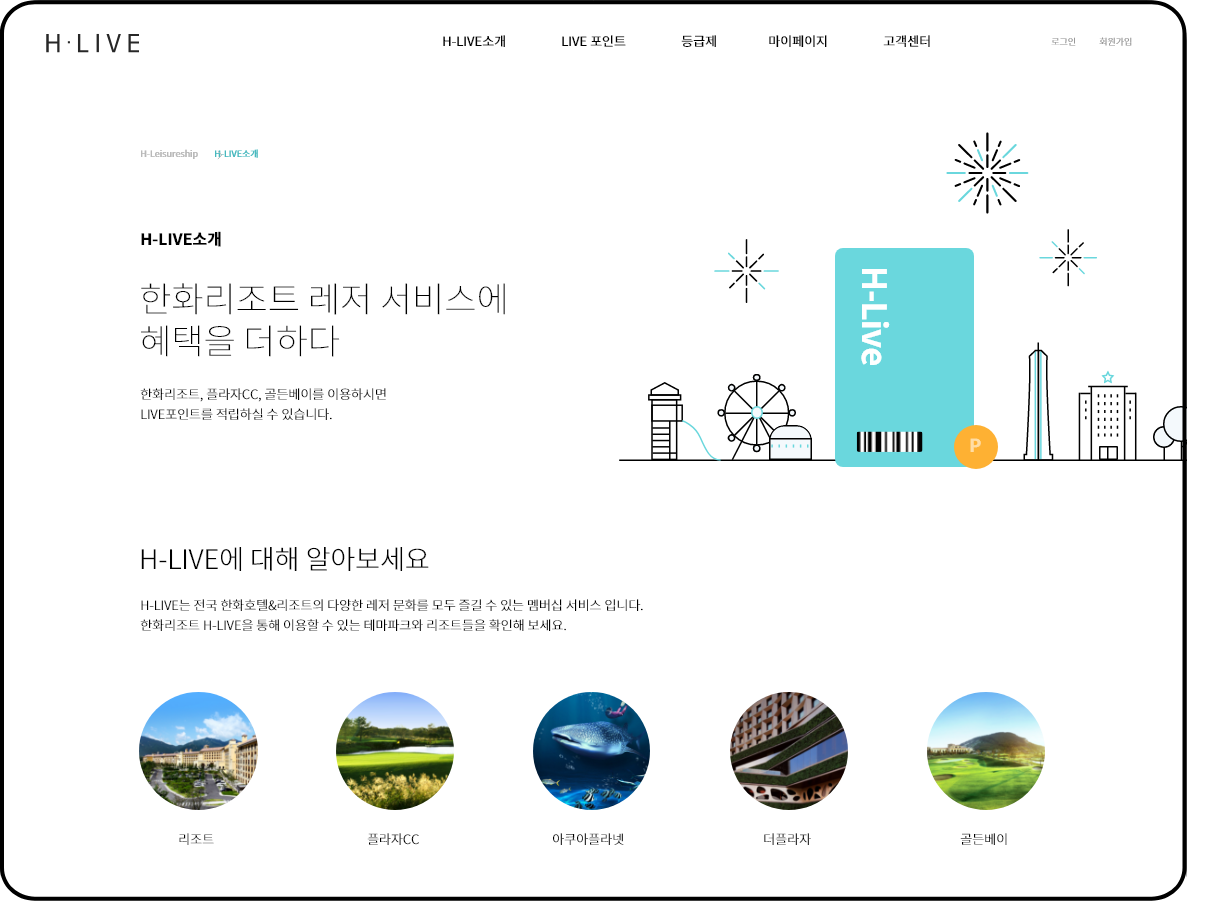 H·LIVE
H-LIVE소개
LIVE 포인트
등급제
마이페이지
고객센터
로그인
회원가입
H-Leisureship
H-LIVE소개
H-LIVE소개
한화리조트 레저 서비스에
혜택을 더하다
한화리조트, 플라자CC, 골든베이를 이용하시면
LIVE포인트를 적립하실 수 있습니다.
H-Live
P
H-LIVE에 대해 알아보세요
H-LIVE는 전국 한화호텔&리조트의 다양한 레저 문화를 모두 즐길 수 있는 멤버십 서비스 입니다.
한화리조트 H-LIVE을 통해 이용할 수 있는 테마파크와 리조트들을 확인해 보세요.
리조트
플라자CC
아쿠아플라넷
더플라자
골든베이